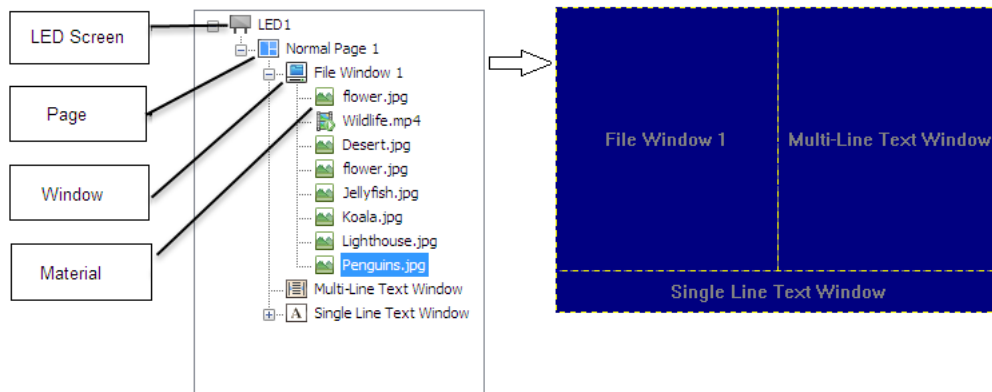 LED Screen
Page
Window
Material
LED1
Normal Page 1
File Window 1
flower.jpg
Wildlife.mp4
Desert.jpg
flower.jpg
Jellyfish.jpg
Koala.jpg
Lighthouse.jpg
Penguins.jpg
Multi-Line Text Window
A Single Line Text Window
File Window 1
Multi-Line Text Window
Single Line Text Window